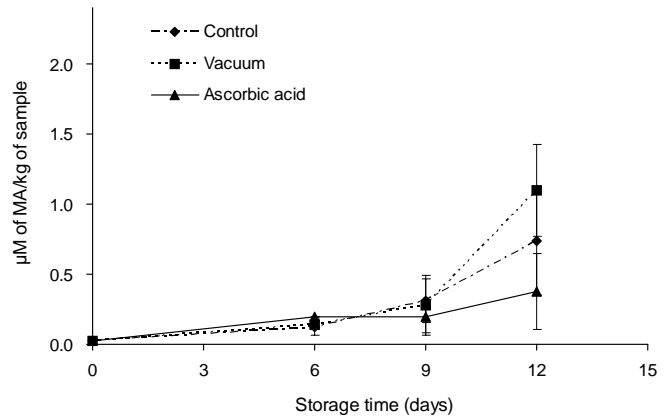 Control
Vacuum
Ascorbic acid
µM of MA/kg of sample
2.0
1.5
1.0
0.5
0.0
0 3 6 9 12 15
Storage time (days)